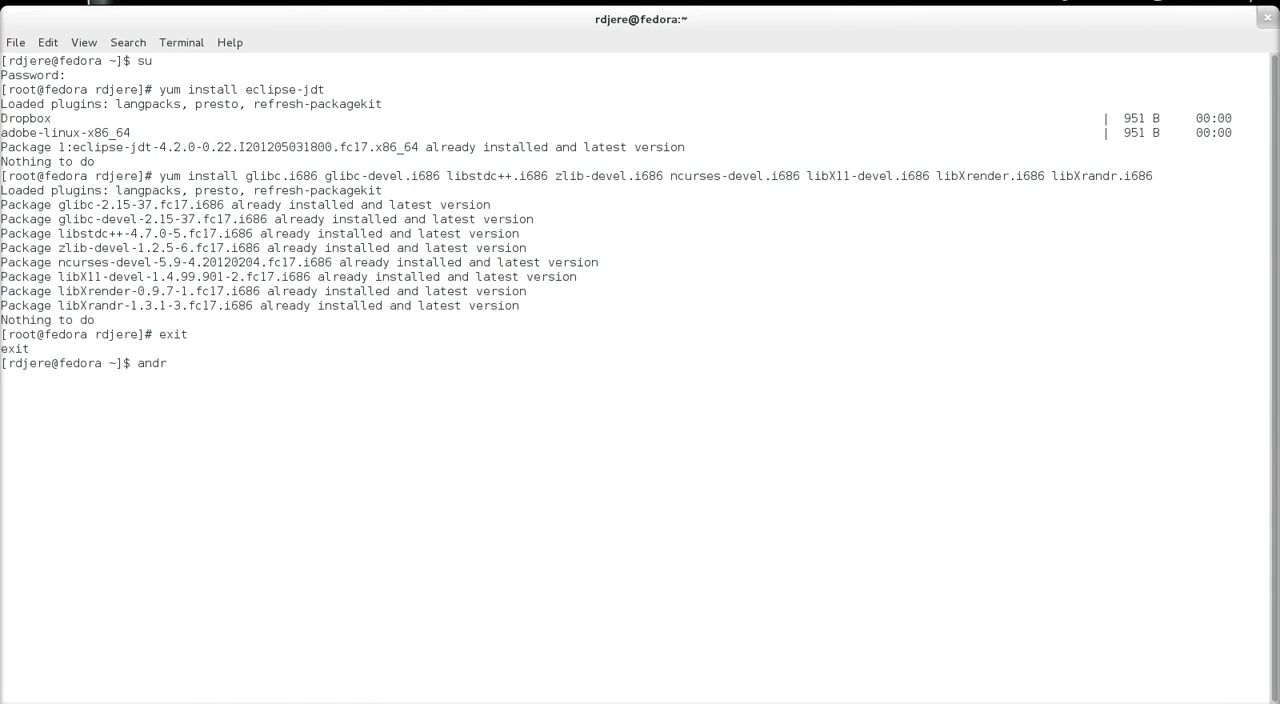 rdjere@fedora:~
×
File Edit View Search Terminal Help
[rdjere@fedora ~]$ su
Password:
[root@fedora rdjere]# yum install eclipse-jdt
Loaded plugins: langpacks, presto, refresh-packagekit
Dropbox | 951 B 00:00
adobe-linux-x86_64 | 951 B 00:00
Package 1:eclipse-jdt-4.2.0-0.22.I201205031800.fc17.x86_64 already installed and latest version
Nothing to do
[root@fedora rdjere]# yum install glibc.i686 glibc-devel.i686 libstdc++.i686 zlib-devel.i686 ncurses-devel.i686 libX11-devel.i686 libXrender.i686 libXrandr.i686
Loaded plugins: langpacks, presto, refresh-packagekit
Package glibc-2.15-37.fc17.i686 already installed and latest version
Package glibc-devel-2.15-37.fc17.i686 already installed and latest version
Package libstdc++-4.7.0-5.fc17.i686 already installed and latest version
Package zlib-devel-1.2.5-6.fc17.i686 already installed and latest version
Package ncurses-devel-5.9-4.20120204.fc17.i686 already installed and latest version
Package libX11-devel-1.4.99.901-2.fc17.i686 already installed and latest version
Package libXrender-0.9.7-1.fc17.i686 already installed and latest version
Package libXrandr-1.3.1-3.fc17.i686 already installed and latest version
Nothing to do
[root@fedora rdjere]# exit
exit
[rdjere@fedora ~]$ andr